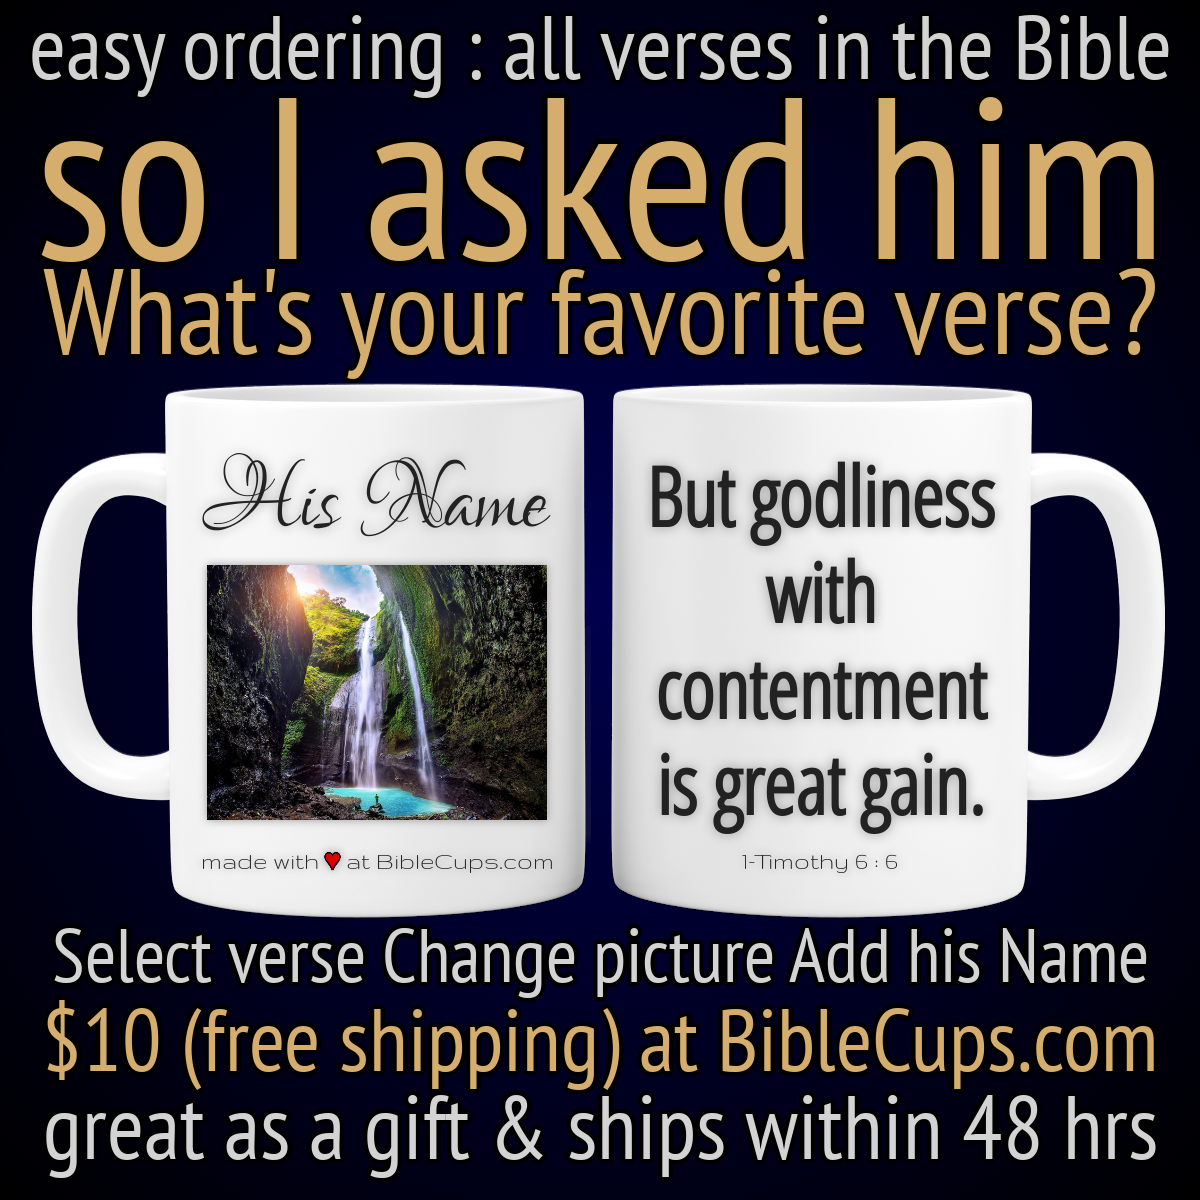 easy ordering : all verses in the Bible
so I asked him
What's your favorite verse?
His Name
made with ♥ at BibleCups.com
But godliness
with
contentment
is great gain.
1-Timothy 6 : 6
Select verse Change picture Add his Name
$10 (free shipping) at BibleCups.com
great as a gift & ships within 48 hrs